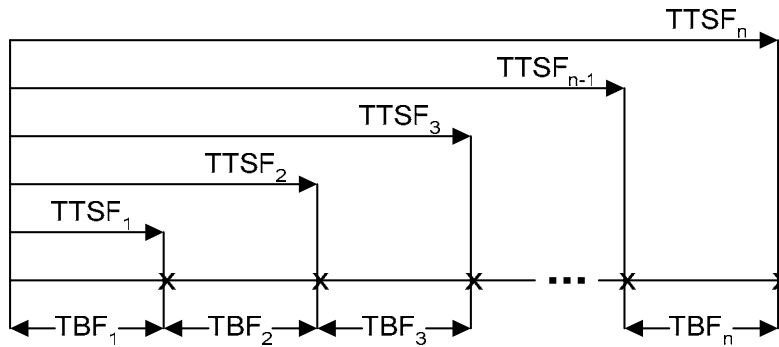 TTSFₙ
TTSFₙ₋₁
TTSF₃
TTSF₂
TTSF₁
x x x ... x x
TBF₁ TBF₂ TBF₃ TBFₙ